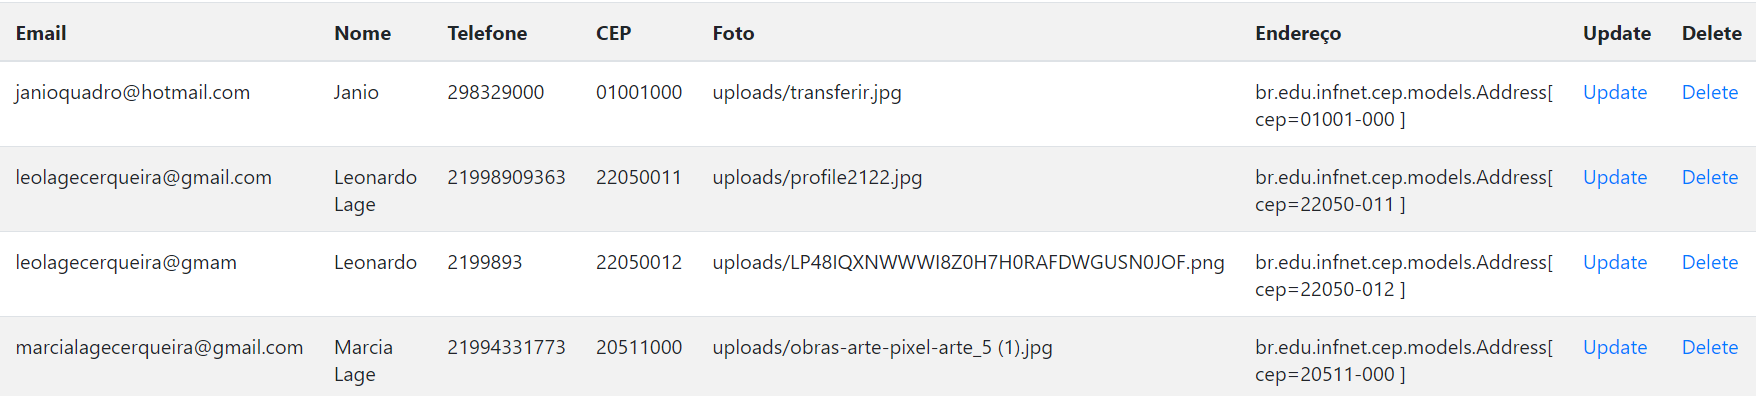 Email Nome Telefone CEP Foto Endereço Update Delete
janioquadro@hotmail.com Janio 298329000 01001000 uploads/transferir.jpg br.edu.infnet.cep.models.Address[ Update Delete
cep=01001-000 ]
leolagecerqueira@gmail.com Leonardo 21998909363 22050011 uploads/profile2122.jpg br.edu.infnet.cep.models.Address[ Update Delete
Lage cep=22050-011 ]
leolagecerqueira@gmam Leonardo 2199893 22050012 uploads/LP48IQXNWWWI8Z0H7H0RAFDWGUSN0JOF.png br.edu.infnet.cep.models.Address[ Update Delete
cep=22050-012 ]
marcialagecerqueira@gmail.com Marcia 21994331773 20511000 uploads/obras-arte-pixel-arte_5 (1).jpg br.edu.infnet.cep.models.Address[ Update Delete
Lage cep=20511-000 ]